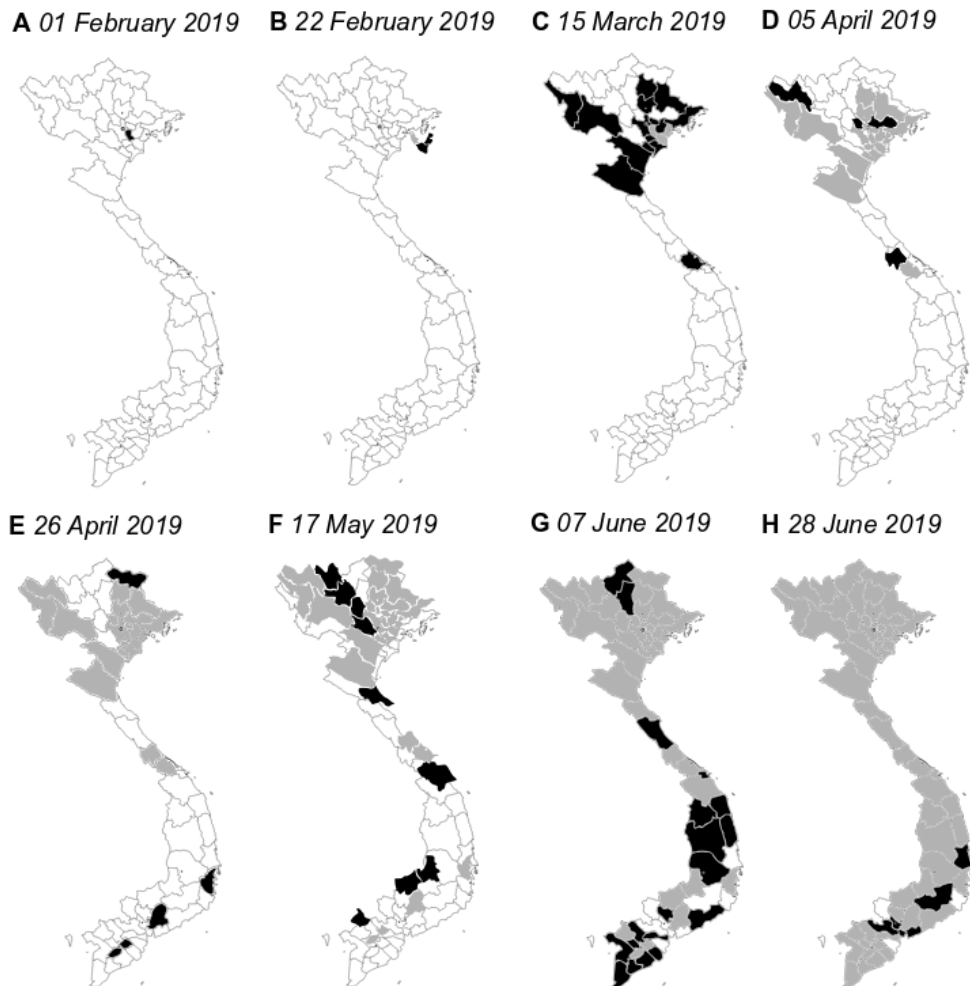 A 01 February 2019
B 22 February 2019
C 15 March 2019
D 05 April 2019
E 26 April 2019
F 17 May 2019
G 07 June 2019
H 28 June 2019